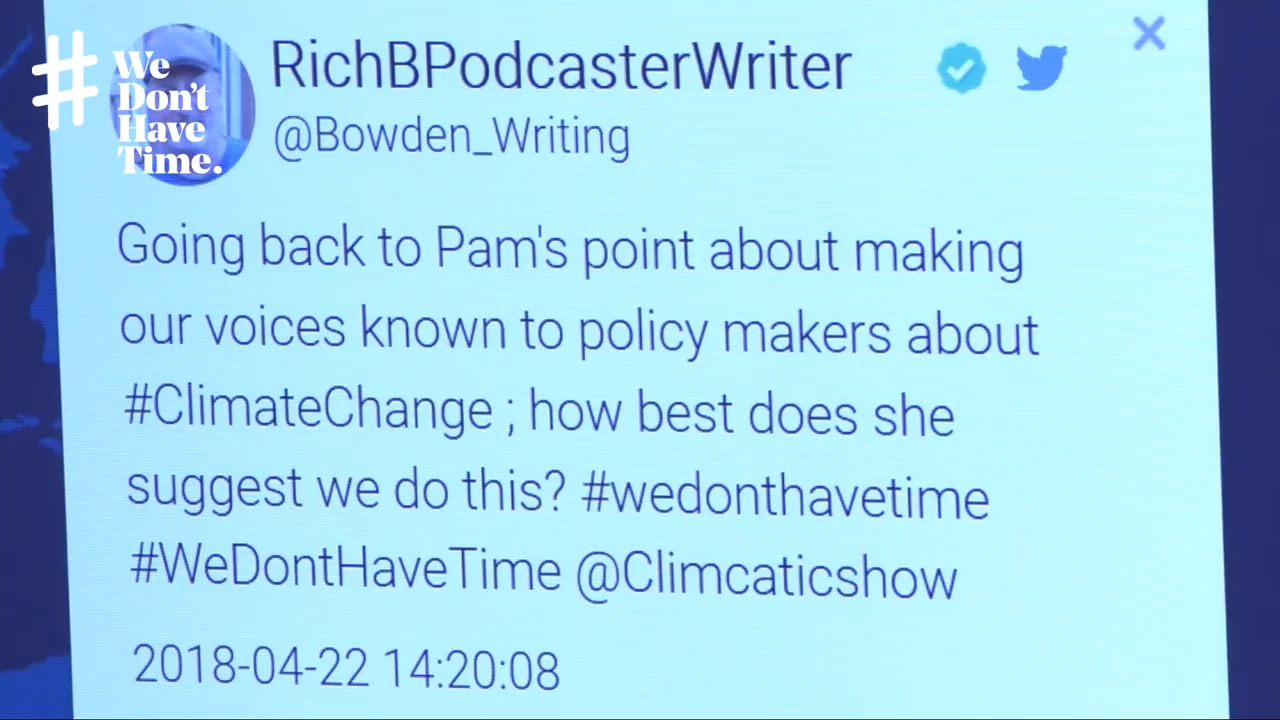 # We
Don't
Have
Time.
RichBPodcasterWriter
@Bowden_Writing
Going back to Pam's point about making
our voices known to policy makers about
#ClimateChange ; how best does she
suggest we do this? #wedonthavetime
#WeDontHaveTime @Climcaticshow
2018-04-22 14:20:08